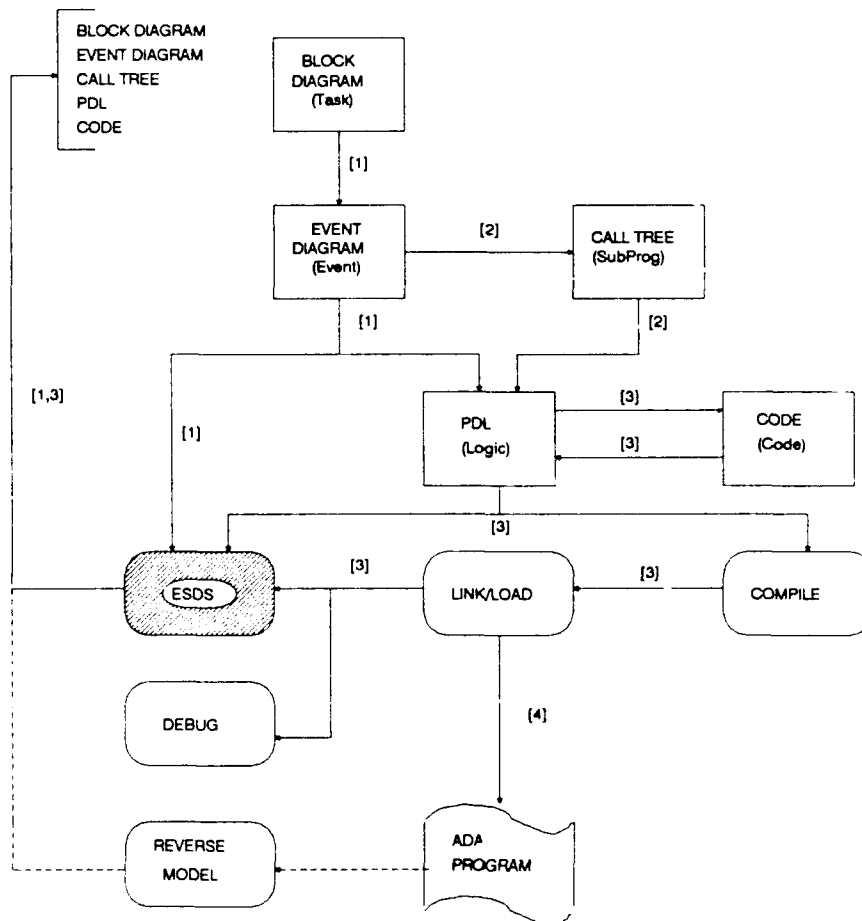 BLOCK DIAGRAM
EVENT DIAGRAM
CALL TREE
PDL
CODE
BLOCK
DIAGRAM
(Task)
[1]
EVENT
DIAGRAM
(Event)
[2]
CALL TREE
(SubProg)
[1]
[2]
[1,3]
[1]
PDL
(Logic)
[3]
[3]
CODE
(Code)
[3]
ESDS
[3]
LINK/LOAD
[3]
COMPILE
DEBUG
[4]
REVERSE
MODEL
ADA
PROGRAM